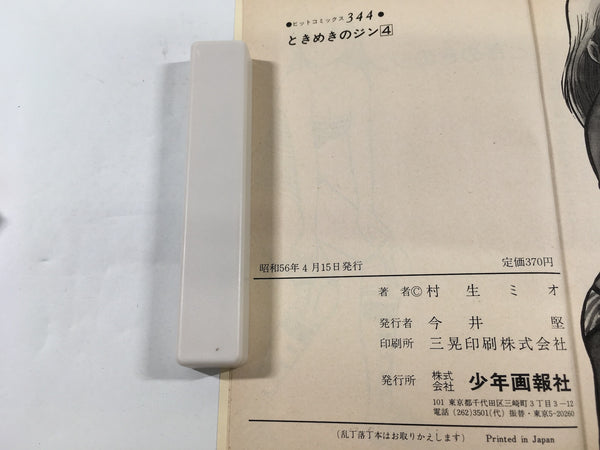 ●ヒットコミックス344●
ときめきのジン4
昭和56年4月15日発行 定価370円
著者©村生ミオ
発行者 今井堅
印刷所 三晃印刷株式会社
発行所 株式会社 少年画報社
101 東京都千代田区三崎町3丁目3-12
電話 (262)3501(代) 振替・東京5-20260
(乱丁落丁本はお取りかえします) Printed in Japan